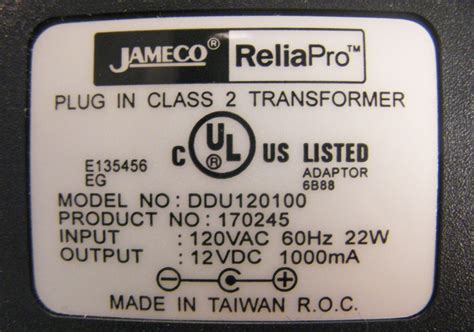 JAMECO® ReliaPro™
PLUG IN CLASS 2 TRANSFORMER
C UL® US LISTED
E135456
EG
ADAPTOR
6B88
MODEL NO : DDU120100
PRODUCT NO : 170245
INPUT : 120VAC 60Hz 22W
OUTPUT : 12VDC 1000mA
MADE IN TAIWAN R.O.C.